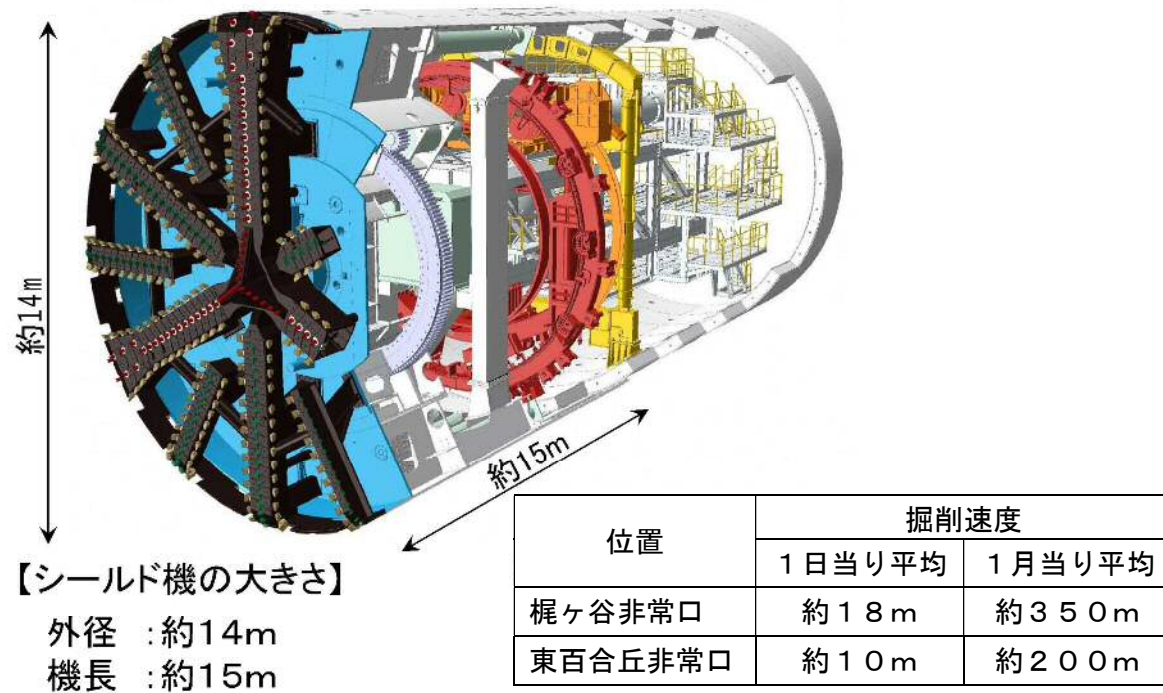 約14m
約15m
【シールド機の大きさ】
外径 :約14m
機長 :約15m
位置 掘削速度
1日当り平均 1月当り平均
梶ヶ谷非常口 約18m 約350m
東百合丘非常口 約10m 約200m